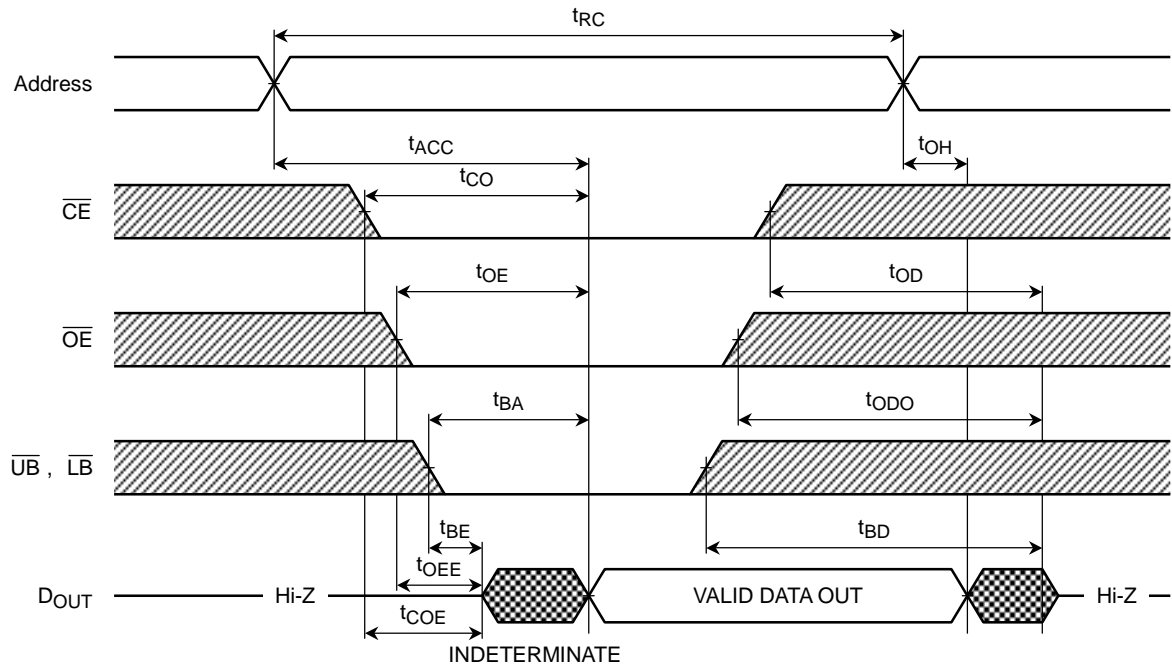 tRC
Address
tACC
tOH
tCO
CE
tOE
tOD
OE
tBA
tODO
UB , LB
tBE
tBD
tOEE
DOUT
Hi-Z
VALID DATA OUT
Hi-Z
tCOE
INDETERMINATE